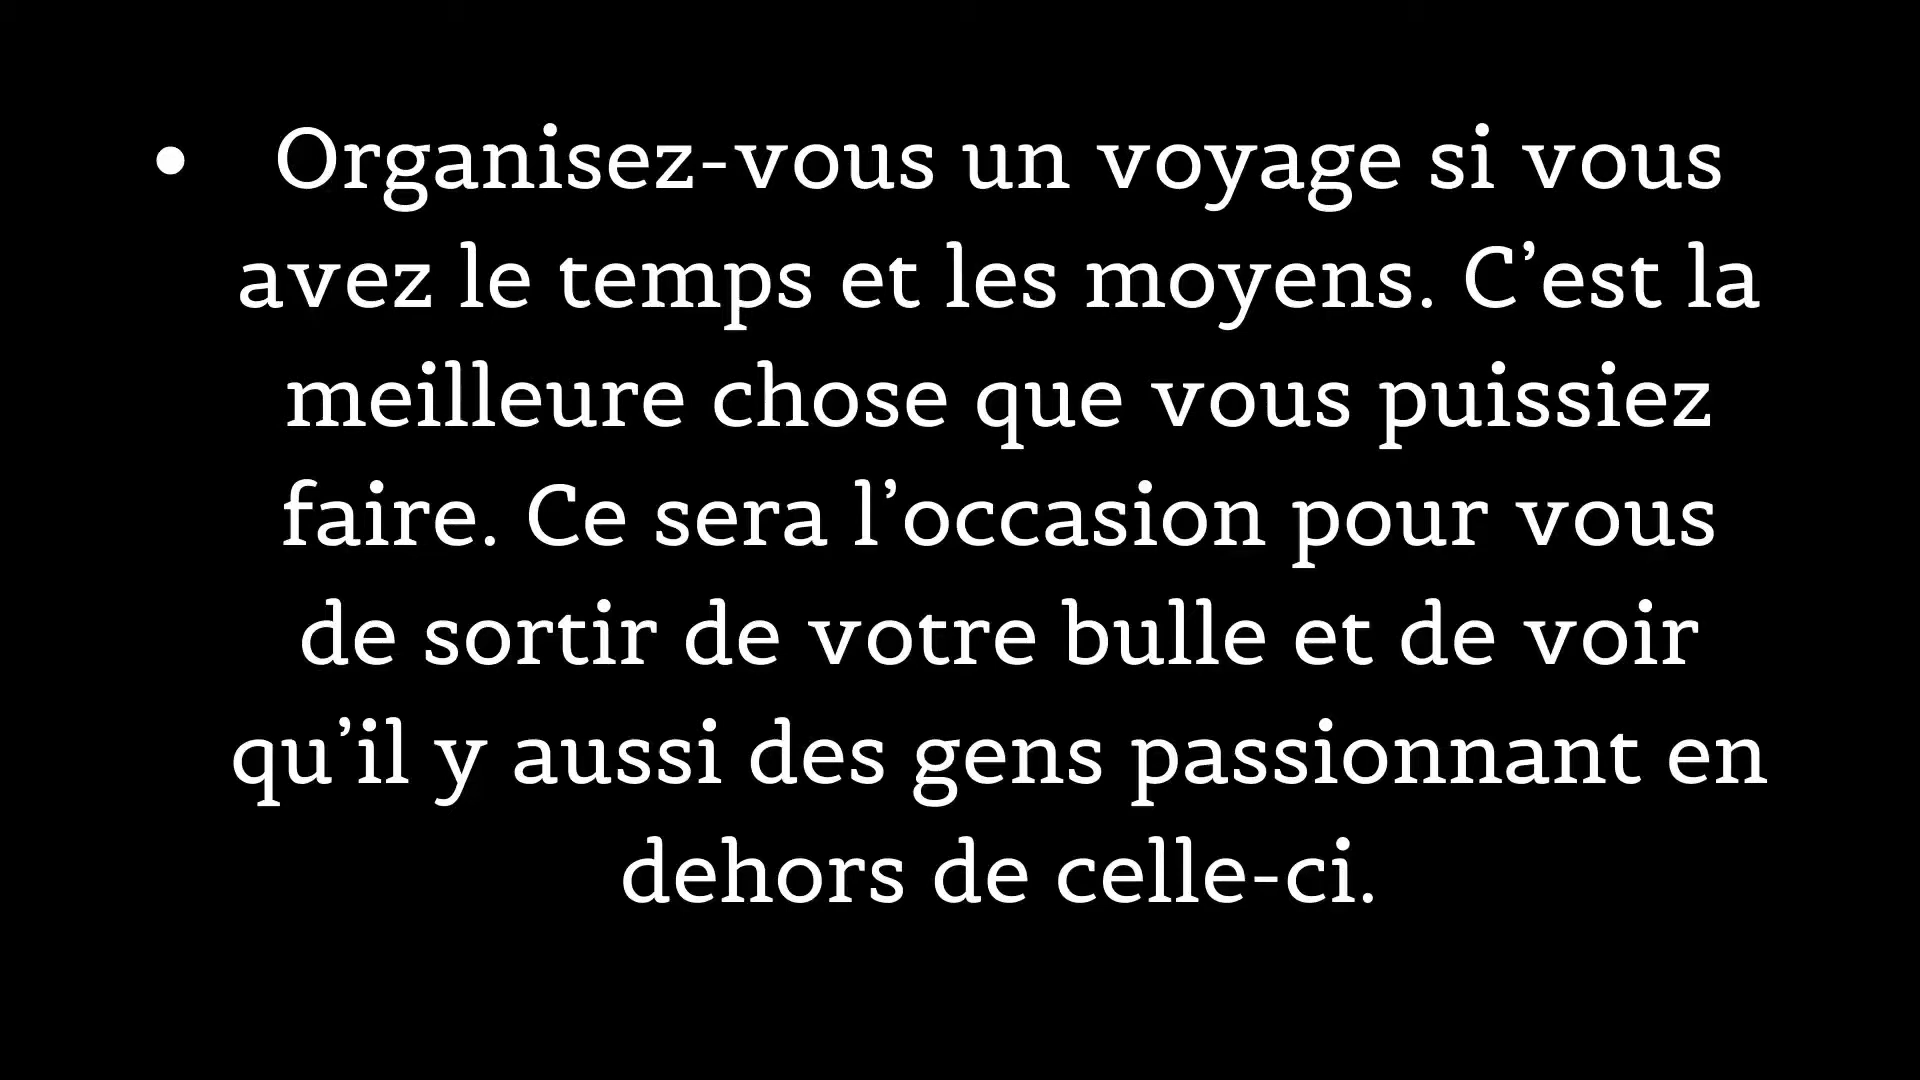 • Organisez-vous un voyage si vous
avez le temps et les moyens. C’est la
meilleure chose que vous puissiez
faire. Ce sera l’occasion pour vous
de sortir de votre bulle et de voir
qu’il y aussi des gens passionnant en
dehors de celle-ci.